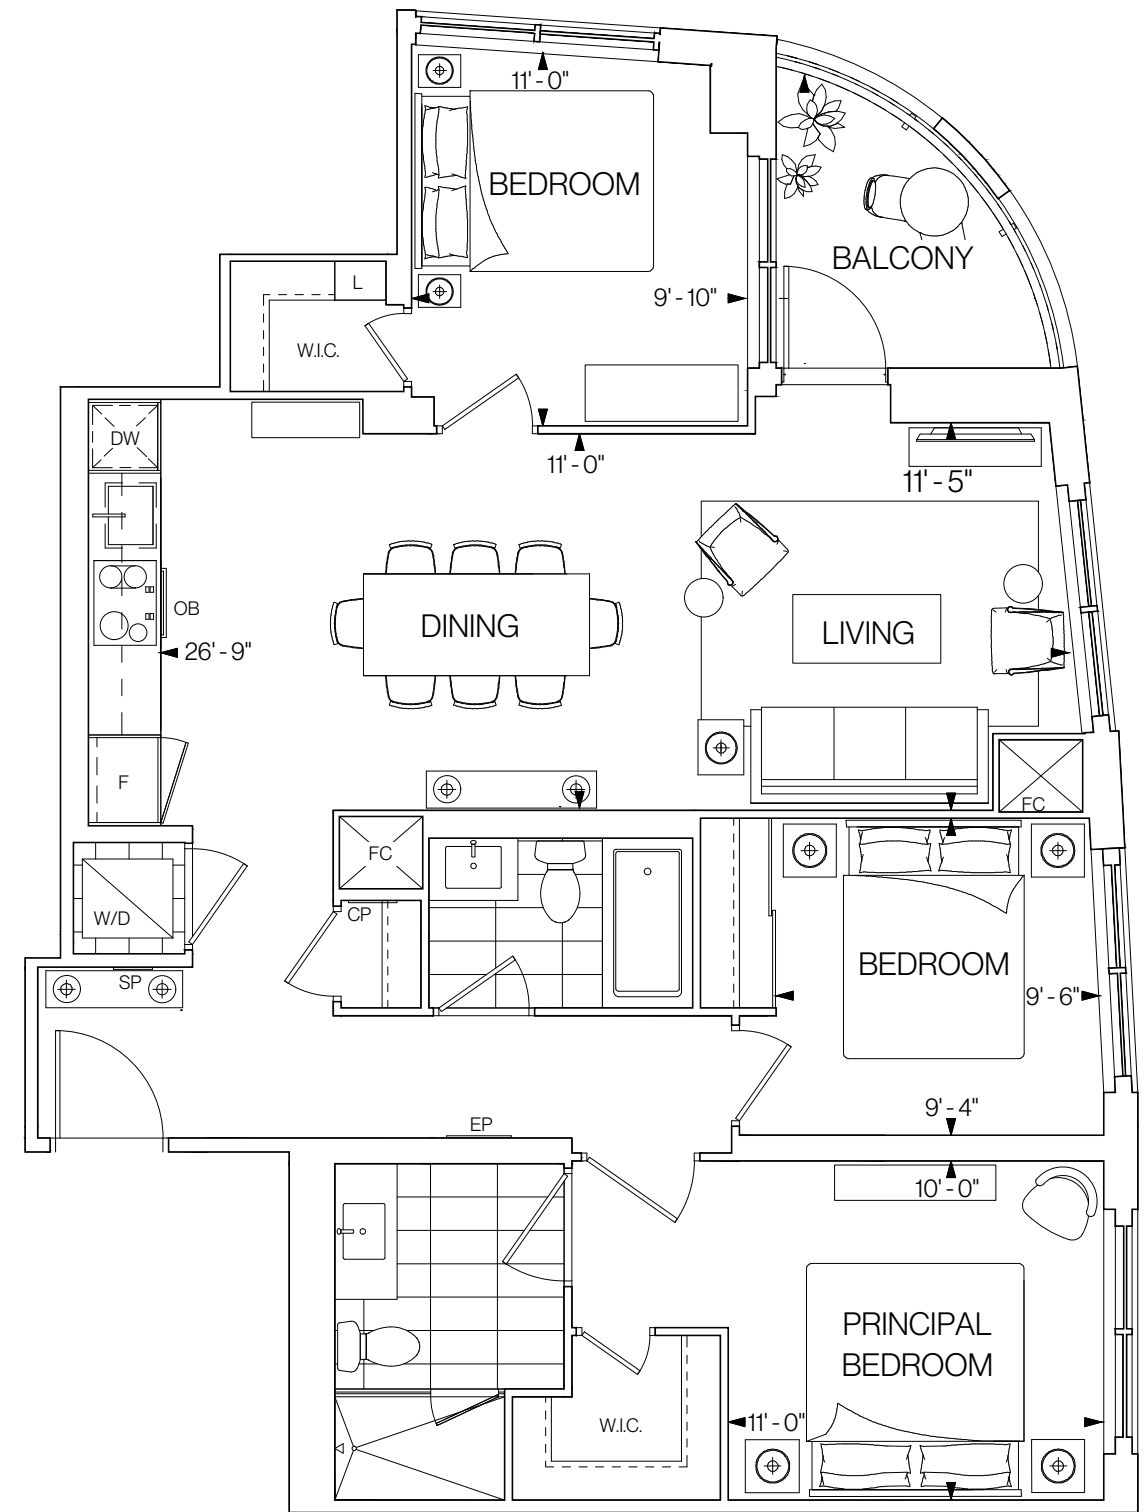 11'-0"
BEDROOM
BALCONY
L
9'-10"
W.I.C.
DW
11'-0"
11'-5"
OB
DINING
LIVING
26'-9"
F
FC
FC
CP
W/D
BEDROOM
SP
9'-6"
9'-4"
EP
10'-0"
PRINCIPAL
BEDROOM
11'-0"
W.I.C.